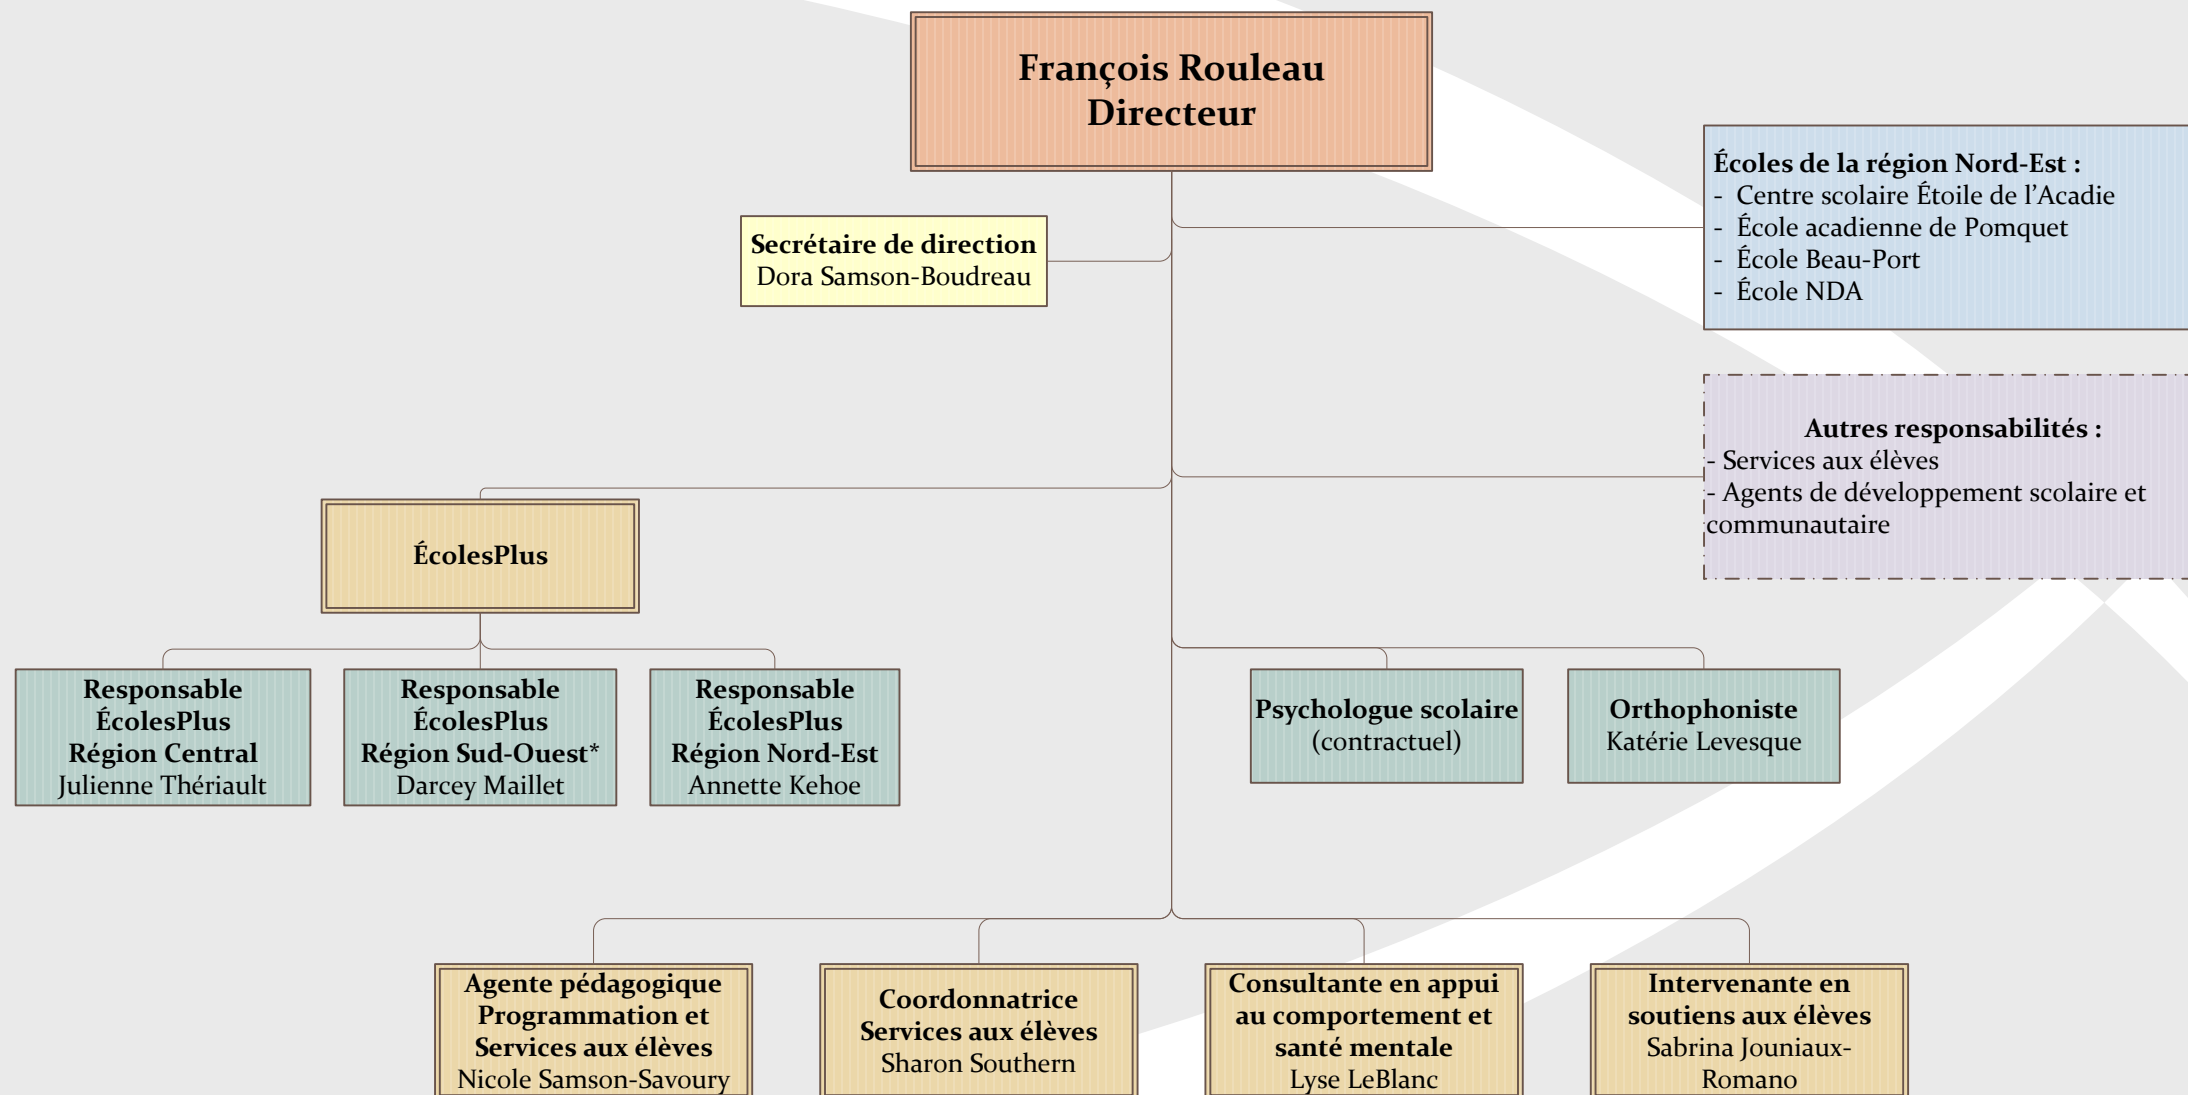 François Rouleau
Directeur
Écoles de la région Nord-Est :
- Centre scolaire Étoile de l’Acadie
- École acadienne de Pomquet
- École Beau-Port
- École NDA
Secrétaire de direction
Dora Samson-Boudreau
Autres responsabilités :
- Services aux élèves
- Agents de développement scolaire et
communautaire
ÉcolesPlus
Responsable
ÉcolesPlus
Région Central
Julienne Thériault
Responsable
ÉcolesPlus
Région Sud-Ouest*
Darcey Maillet
Responsable
ÉcolesPlus
Région Nord-Est
Annette Kehoe
Psychologue scolaire
(contractuel)
Orthophoniste
Katérie Levesque
Agente pédagogique
Programmation et
Services aux élèves
Nicole Samson-Savoury
Coordonnatrice
Services aux élèves
Sharon Southern
Consultante en appui
au comportement et
santé mentale
Lyse LeBlanc
Intervenante en
soutiens aux élèves
Sabrina Jouniaux-
Romano